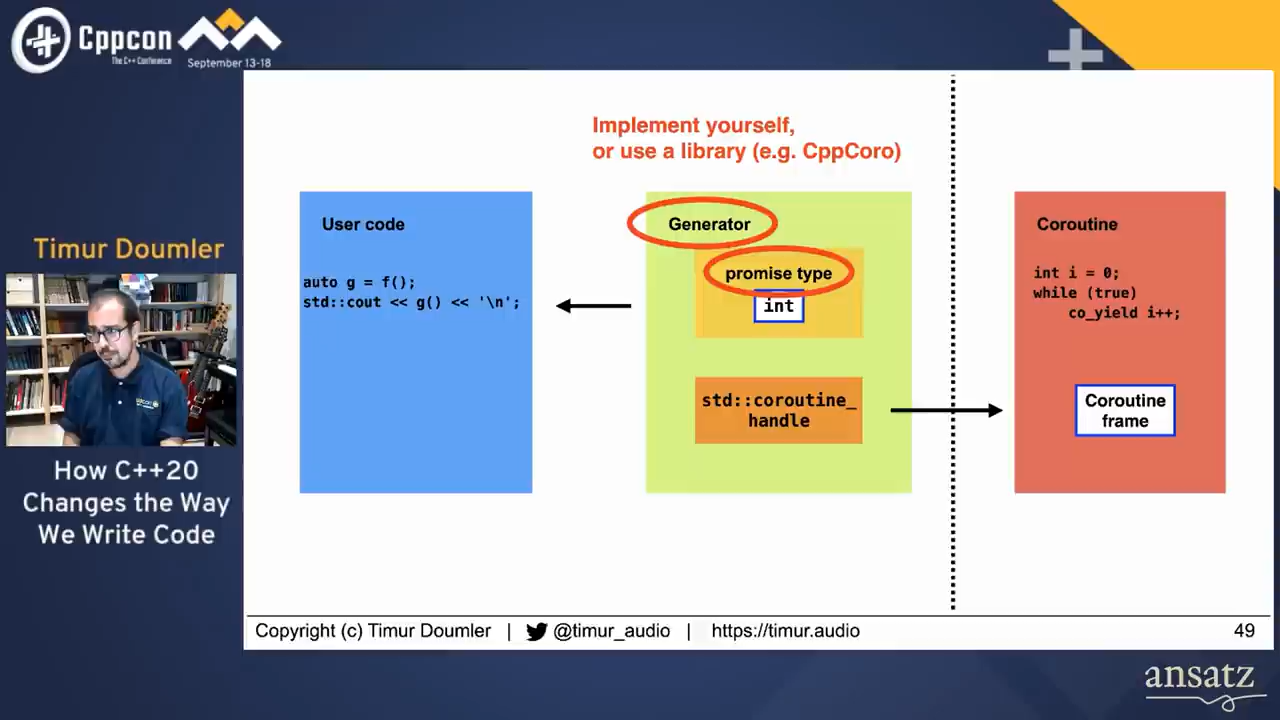 Cppcon
The C++ Conference
September 13-18
Timur Doumler
How C++20
Changes the Way
We Write Code
Implement yourself,
or use a library (e.g. CppCoro)
User code
auto g = f();
std::cout << g() << '\n';
Generator
promise type
int
std::coroutine_
handle
Coroutine
int i = 0;
while (true)
co_yield i++;
Coroutine
frame
Copyright (c) Timur Doumler | @timur_audio | https://timur.audio
49
ansatz